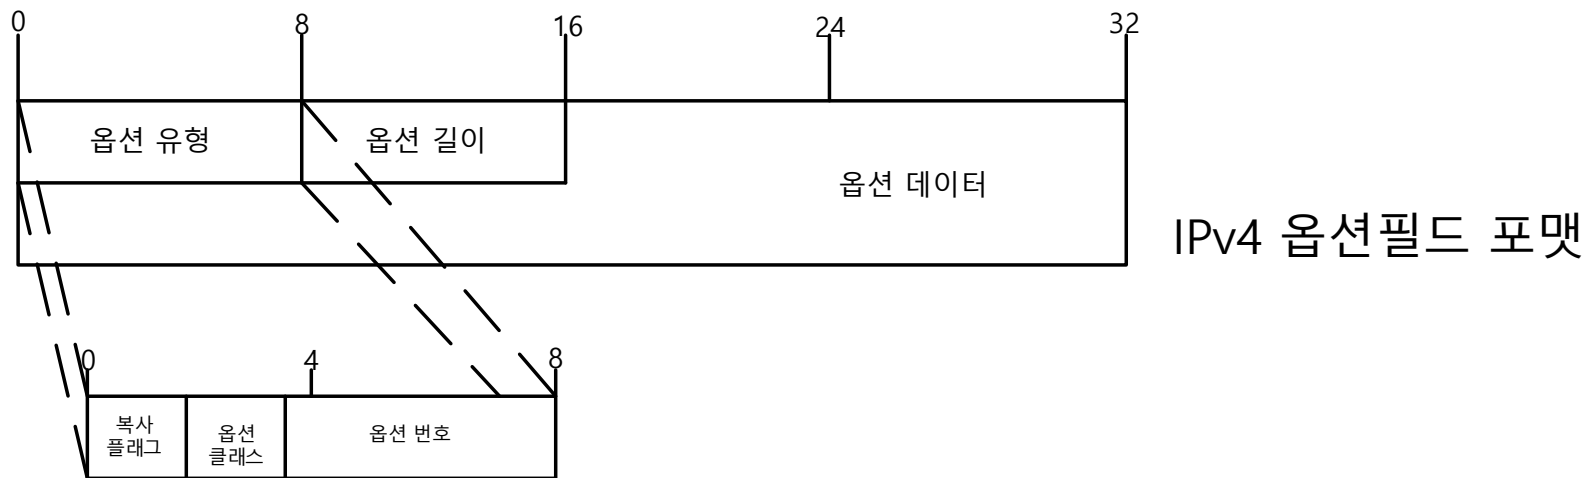 0 8 16 24 32
옵션 유형 옵션 길이
옵션 데이터
IPv4 옵션필드 포맷
0 4 8
복사
플래그
옵션
클래스
옵션 번호